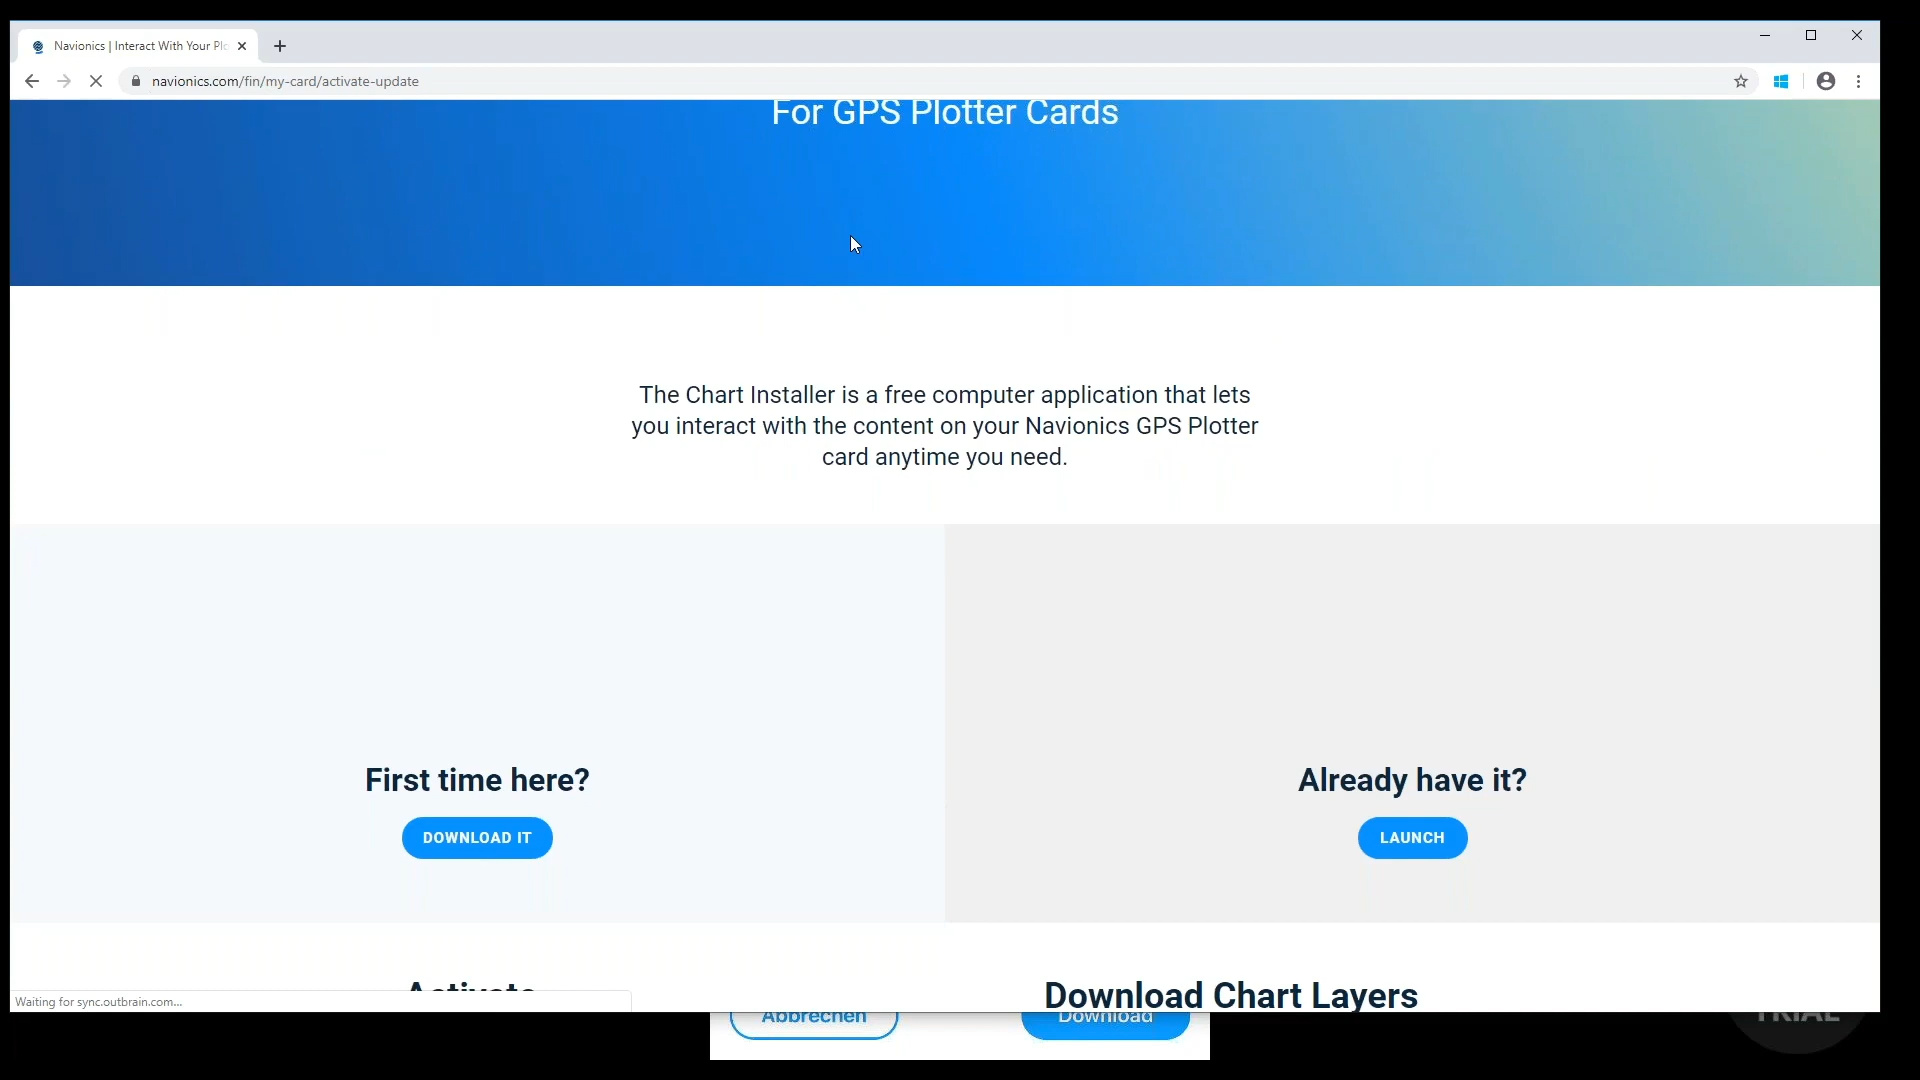 Navionics | Interact With Your Plo
navionics.com/fin/my-card/activate-update
For GPS Plotter Cards
The Chart Installer is a free computer application that lets
you interact with the content on your Navionics GPS Plotter
card anytime you need.
First time here?
Already have it?
DOWNLOAD IT
LAUNCH
Activate
Download Chart Layers
Waiting for sync.outbrain.com...
Abbrechen
Download
TRIAL